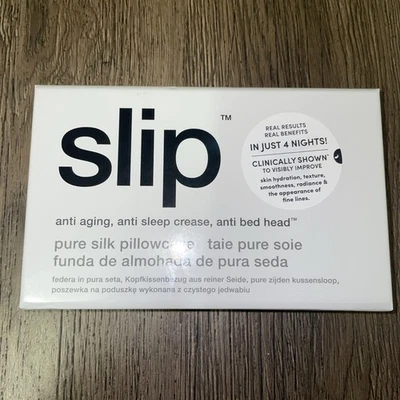 slip™
REAL RESULTS
REAL BENEFITS
IN JUST 4 NIGHTS!
CLINICALLY SHOWN*
TO VISIBLY IMPROVE
skin hydration, texture,
smoothness, radiance &
the appearance of
fine lines.
anti aging, anti sleep crease, anti bed head™
pure silk pillowcase taie pure soie
funda de almohada de pura seda
federa in pura seta, Kopfkissenbezug aus reiner Seide, pure zijden kussensloop,
poszewka na poduszkę wykonana z czystego jedwabiu